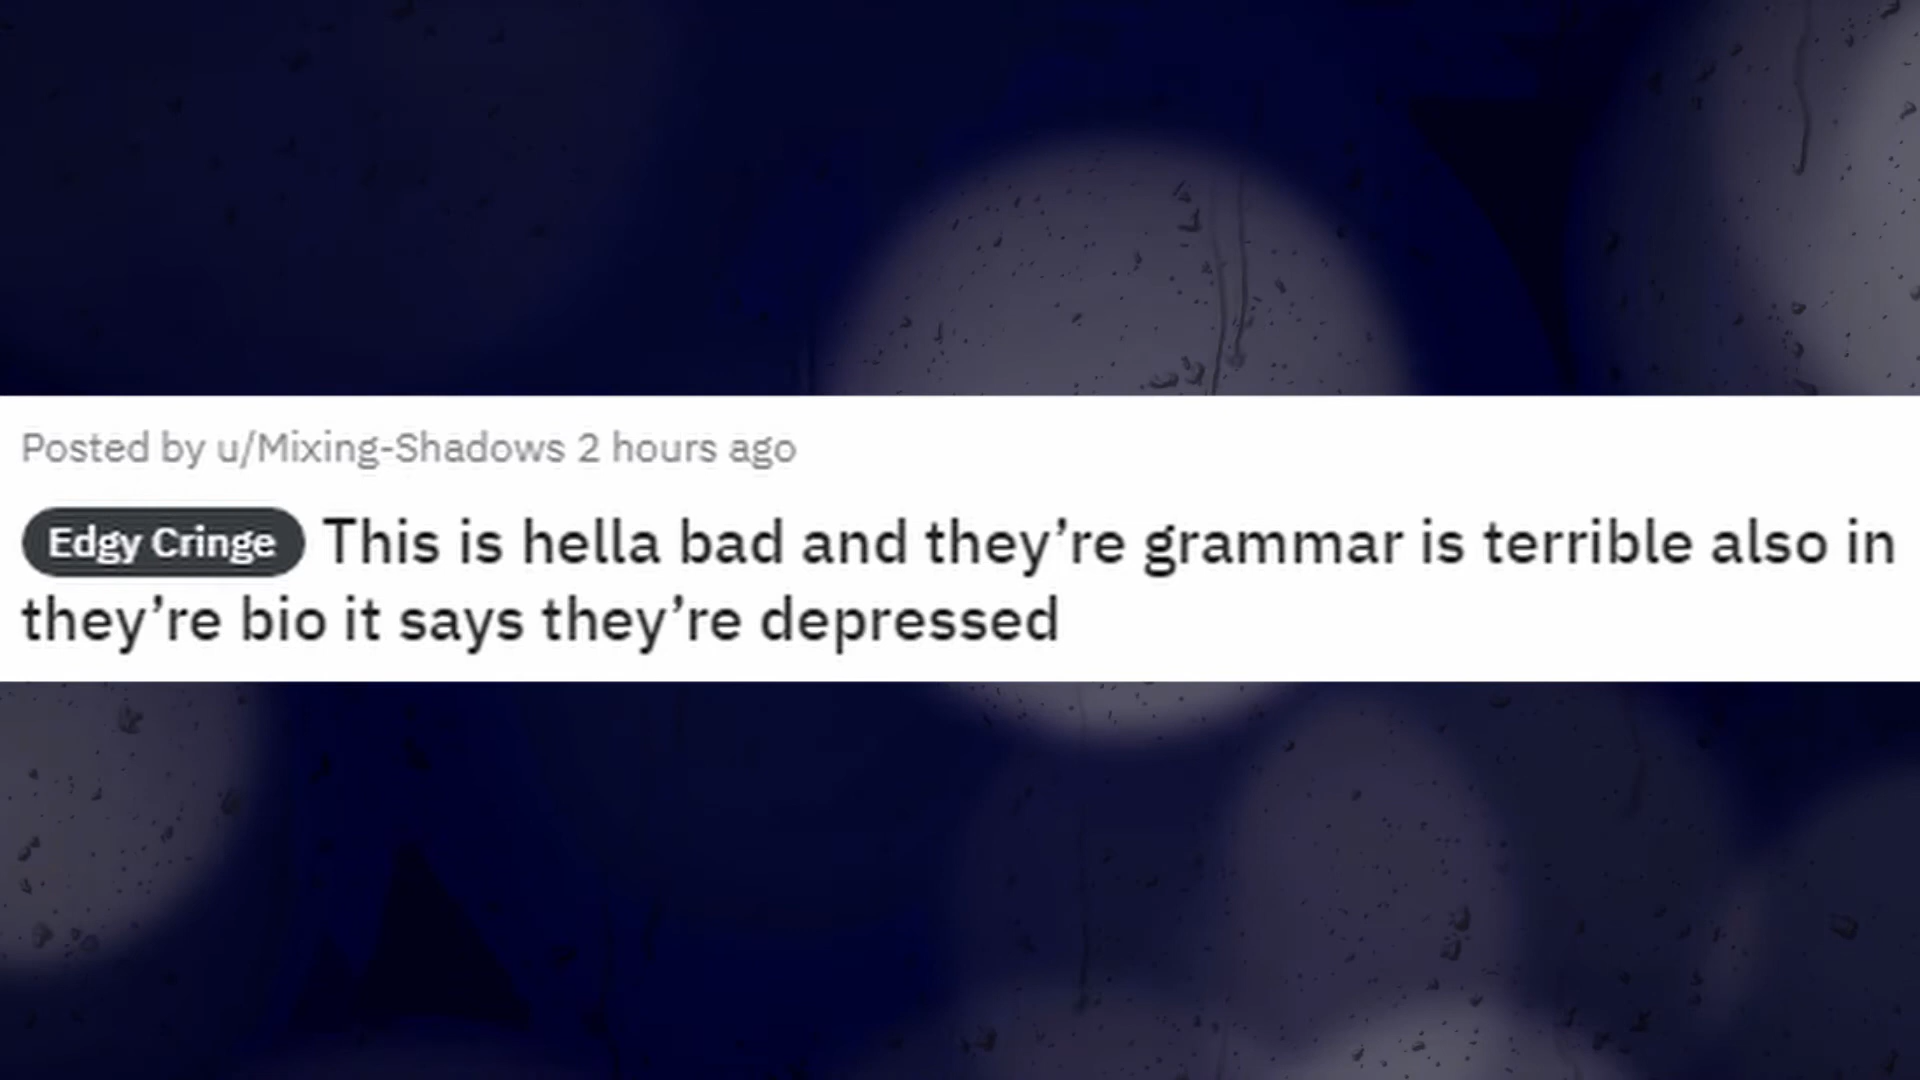 Posted by u/Mixing-Shadows 2 hours ago
Edgy Cringe This is hella bad and they’re grammar is terrible also in
they’re bio it says they’re depressed